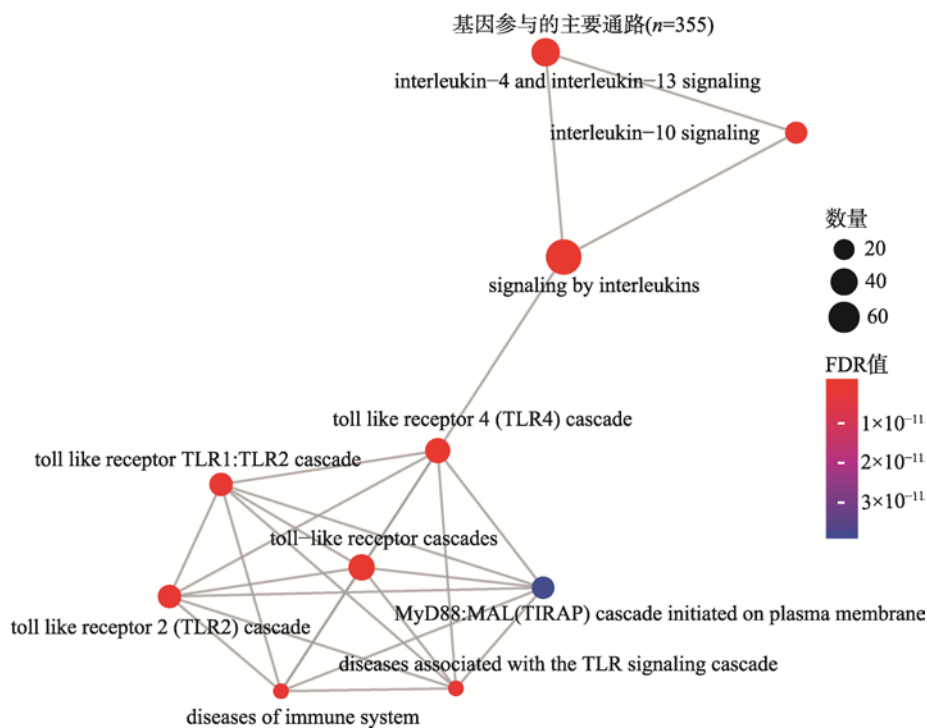 基因参与的主要通路(n=355)
interleukin−4 and interleukin−13 signaling
interleukin−10 signaling
signaling by interleukins
数量
20
40
60
FDR值
1×10⁻¹¹
2×10⁻¹¹
3×10⁻¹¹
toll like receptor 4 (TLR4) cascade
toll like receptor TLR1:TLR2 cascade
toll−like receptor cascades
MyD88:MAL(TIRAP) cascade initiated on plasma membrane
toll like receptor 2 (TLR2) cascade
diseases associated with the TLR signaling cascade
diseases of immune system